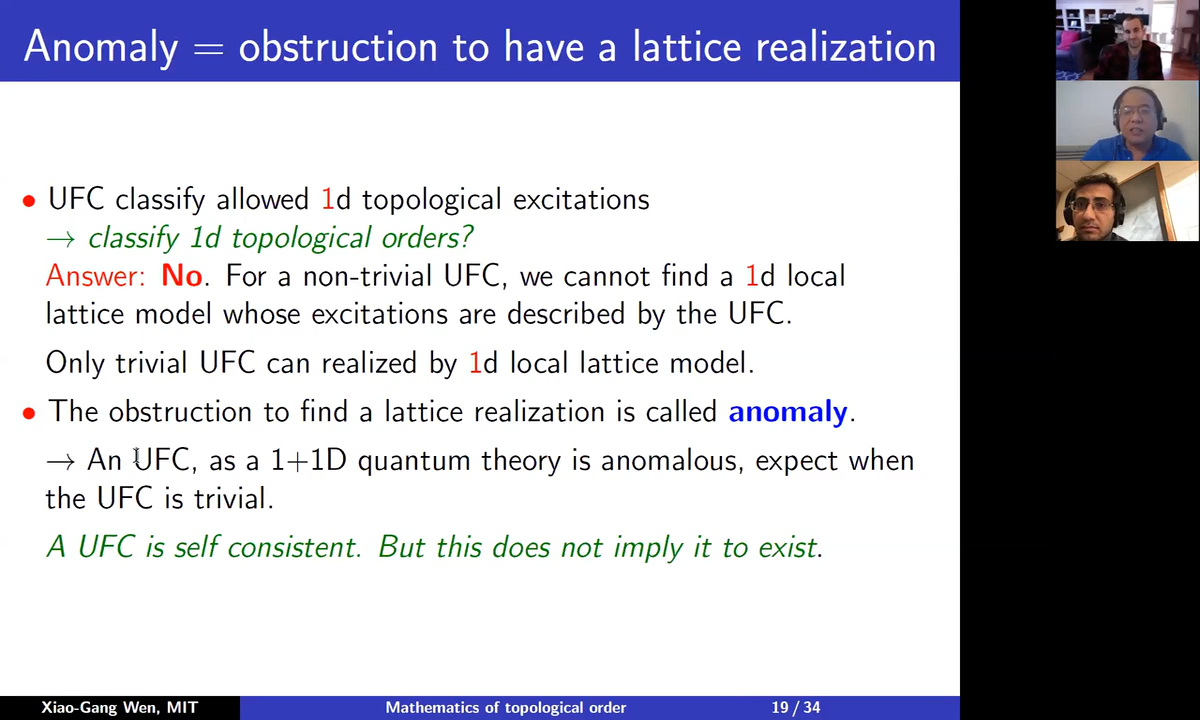 Anomaly = obstruction to have a lattice realization
• UFC classify allowed 1d topological excitations
→ classify 1d topological orders?
Answer: No. For a non-trivial UFC, we cannot find a 1d local
lattice model whose excitations are described by the UFC.
Only trivial UFC can realized by 1d local lattice model.
• The obstruction to find a lattice realization is called anomaly.
→ An UFC, as a 1+1D quantum theory is anomalous, expect when
the UFC is trivial.
A UFC is self consistent. But this does not imply it to exist.
Xiao-Gang Wen, MIT Mathematics of topological order 19 / 34